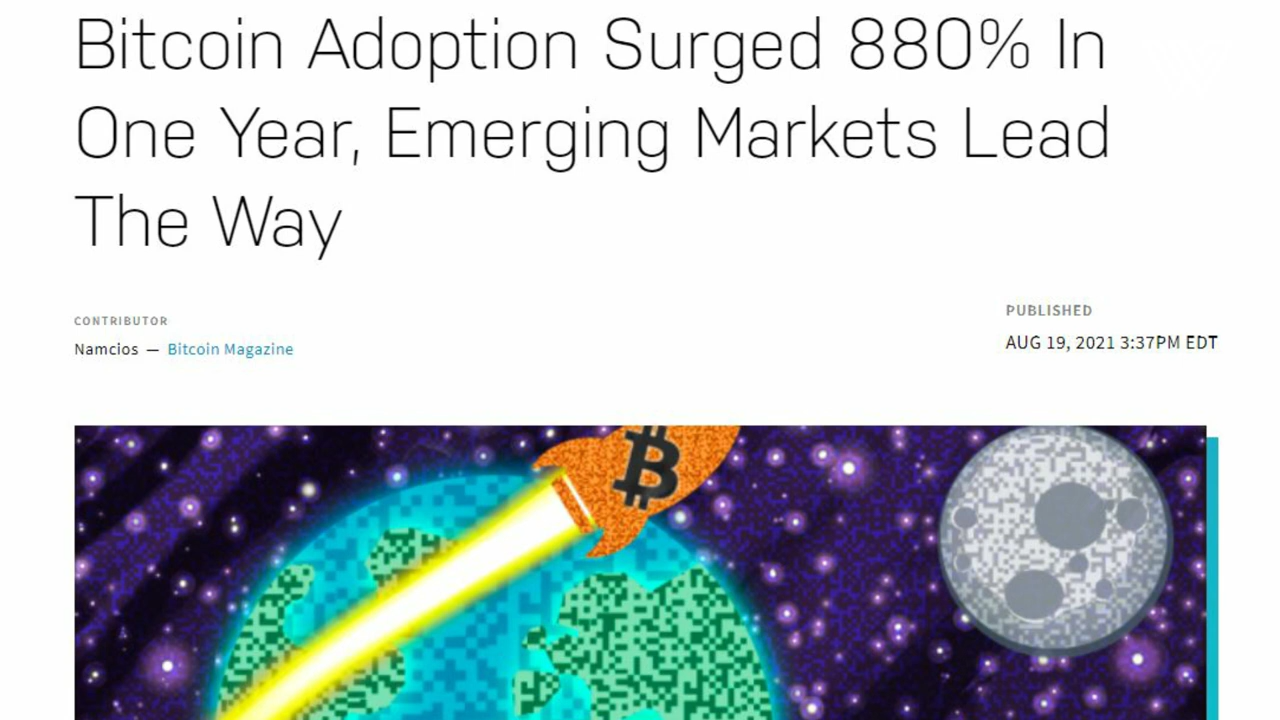 Bitcoin Adoption Surged 880% In
One Year, Emerging Markets Lead
The Way
CONTRIBUTOR
Namcios — Bitcoin Magazine
PUBLISHED
AUG 19, 2021 3:37PM EDT
₿